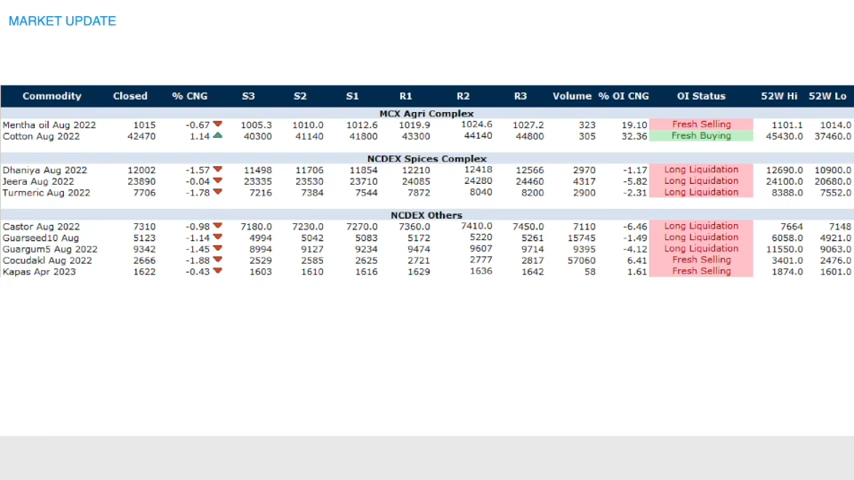 MARKET UPDATE
Commodity Closed % CNG S3 S2 S1 R1 R2 R3 Volume % OI CNG OI Status 52W Hi 52W Lo
MCX Agri Complex
Mentha oil Aug 2022 1015 -0.67 1005.3 1010.0 1012.6 1019.9 1024.6 1027.2 323 19.10 Fresh Selling 1101.1 1014.0
Cotton Aug 2022 42470 1.14 40300 41140 41800 43300 44140 44800 305 32.36 Fresh Buying 45430.0 37460.0
NCDEX Spices Complex
Dhaniya Aug 2022 12002 -1.57 11498 11706 11854 12210 12418 12566 2970 -1.17 Long Liquidation 12690.0 10900.0
Jeera Aug 2022 23890 -0.04 23335 23530 23710 24085 24280 24460 4317 -5.82 Long Liquidation 24100.0 20680.0
Turmeric Aug 2022 7706 -1.78 7216 7384 7544 7872 8040 8200 2900 -2.31 Long Liquidation 8388.0 7552.0
NCDEX Others
Castor Aug 2022 7310 -0.98 7180.0 7230.0 7270.0 7360.0 7410.0 7450.0 7110 -6.46 Long Liquidation 7664 7148
Guarseed10 Aug 5123 -1.14 4994 5042 5083 5172 5220 5261 15745 -1.49 Long Liquidation 6058.0 4921.0
Guargum5 Aug 2022 9342 -1.45 8994 9127 9234 9474 9607 9714 9395 -4.12 Long Liquidation 11550.0 9063.0
Cocudakl Aug 2022 2666 -1.88 2529 2585 2625 2721 2777 2817 57060 6.41 Fresh Selling 3401.0 2476.0
Kapas Apr 2023 1622 -0.43 1603 1610 1616 1629 1636 1642 58 1.61 Fresh Selling 1874.0 1601.0